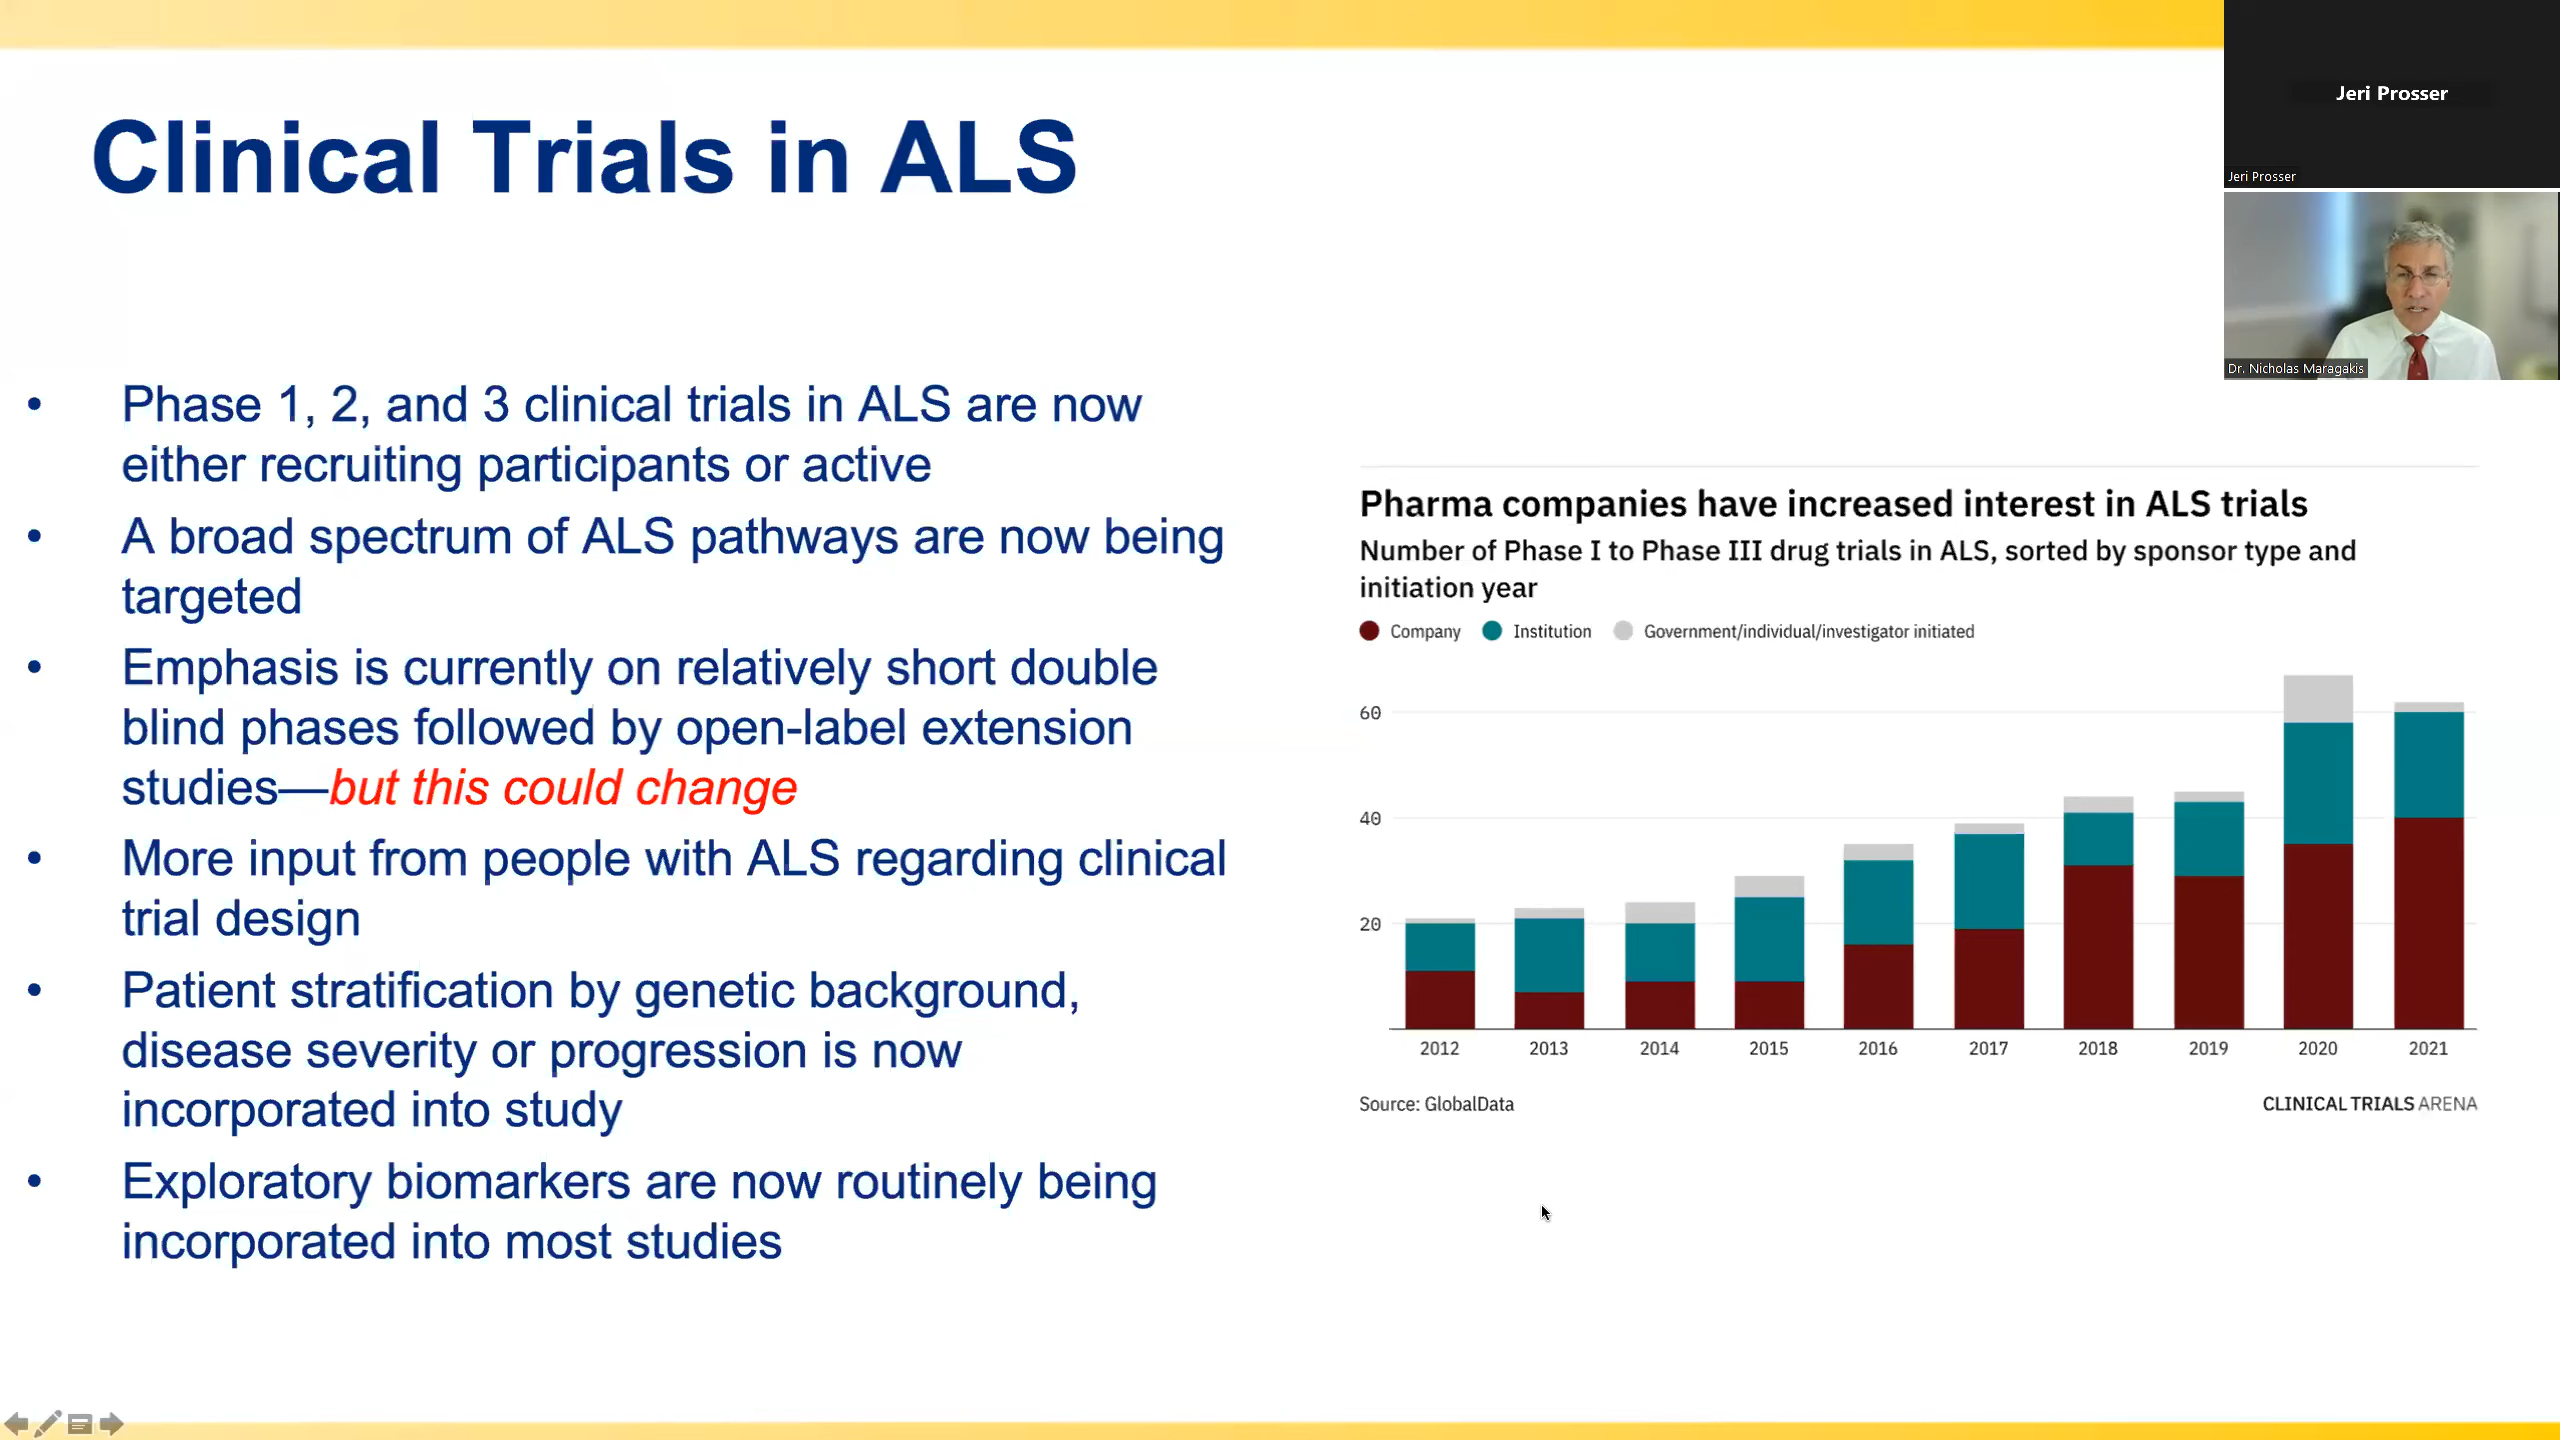 Clinical Trials in ALS
• Phase 1, 2, and 3 clinical trials in ALS are now
either recruiting participants or active
• A broad spectrum of ALS pathways are now being
targeted
• Emphasis is currently on relatively short double
blind phases followed by open-label extension
studies—but this could change
• More input from people with ALS regarding clinical
trial design
• Patient stratification by genetic background,
disease severity or progression is now
incorporated into study
• Exploratory biomarkers are now routinely being
incorporated into most studies
Pharma companies have increased interest in ALS trials
Number of Phase I to Phase III drug trials in ALS, sorted by sponsor type and
initiation year
Company Institution Government/individual/investigator initiated
60
40
20
2012 2013 2014 2015 2016 2017 2018 2019 2020 2021
Source: GlobalData CLINICAL TRIALS ARENA
Jeri Prosser
Jeri Prosser
Dr. Nicholas Maragakis